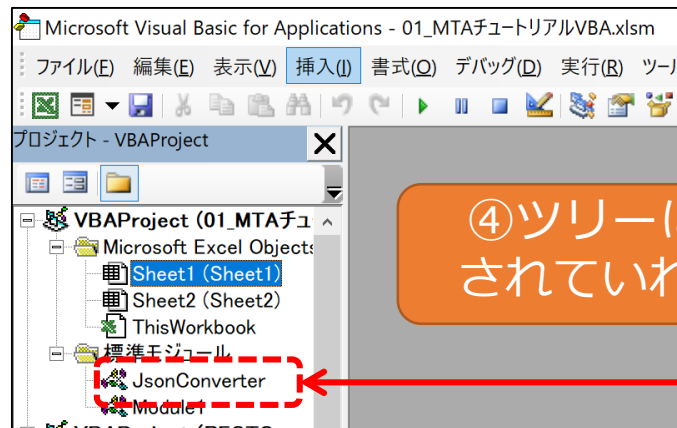 Microsoft Visual Basic for Applications - 01_MTAチュートリアルVBA.xlsm
ファイル(F) 編集(E) 表示(V) 挿入(I) 書式(O) デバッグ(D) 実行(R) ツール
プロジェクト - VBAProject
VBAProject (01_MTAチュ
Microsoft Excel Objects
Sheet1 (Sheet1)
Sheet2 (Sheet2)
ThisWorkbook
標準モジュール
JsonConverter
Module1
VBAProject
④ツリーに
されていれ